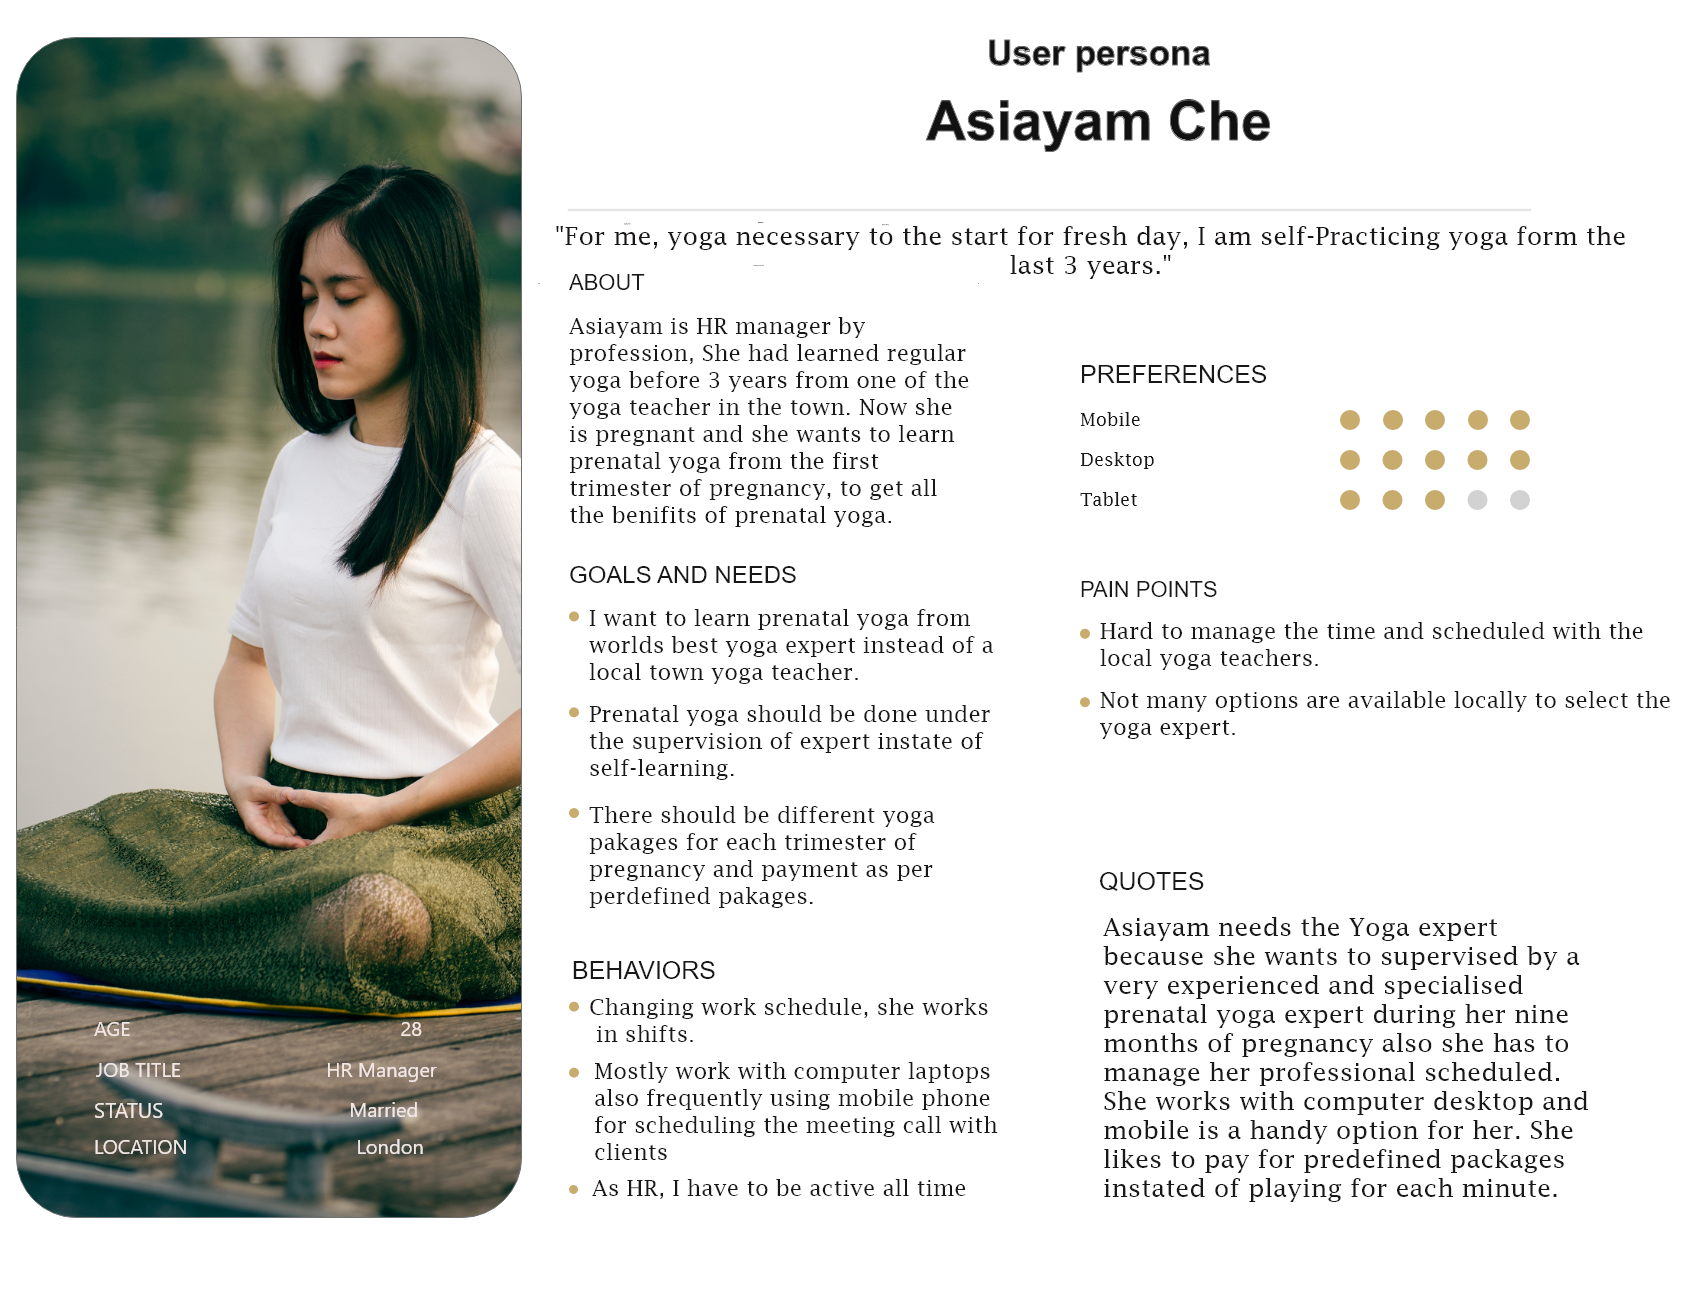 User persona
Asiayam Che
"For me, yoga necessary to the start for fresh day, I am self-Practicing yoga form the
last 3 years."
ABOUT
Asiayam is HR manager by
profession, She had learned regular
yoga before 3 years from one of the
yoga teacher in the town. Now she
is pregnant and she wants to learn
prenatal yoga from the first
trimester of pregnancy, to get all
the benifits of prenatal yoga.
GOALS AND NEEDS
I want to learn prenatal yoga from
worlds best yoga expert instead of a
local town yoga teacher.
Prenatal yoga should be done under
the supervision of expert instate of
self-learning.
There should be different yoga
pakages for each trimester of
pregnancy and payment as per
perdefined pakages.
BEHAVIORS
Changing work schedule, she works
in shifts.
Mostly work with computer laptops
also frequently using mobile phone
for scheduling the meeting call with
clients
As HR, I have to be active all time
PREFERENCES
Mobile
Desktop
Tablet
PAIN POINTS
Hard to manage the time and scheduled with the
local yoga teachers.
Not many options are available locally to select the
yoga expert.
QUOTES
Asiayam needs the Yoga expert
because she wants to supervised by a
very experienced and specialised
prenatal yoga expert during her nine
months of pregnancy also she has to
manage her professional scheduled.
She works with computer desktop and
mobile is a handy option for her. She
likes to pay for predefined packages
instated of playing for each minute.
AGE 28
JOB TITLE HR Manager
STATUS Married
LOCATION London